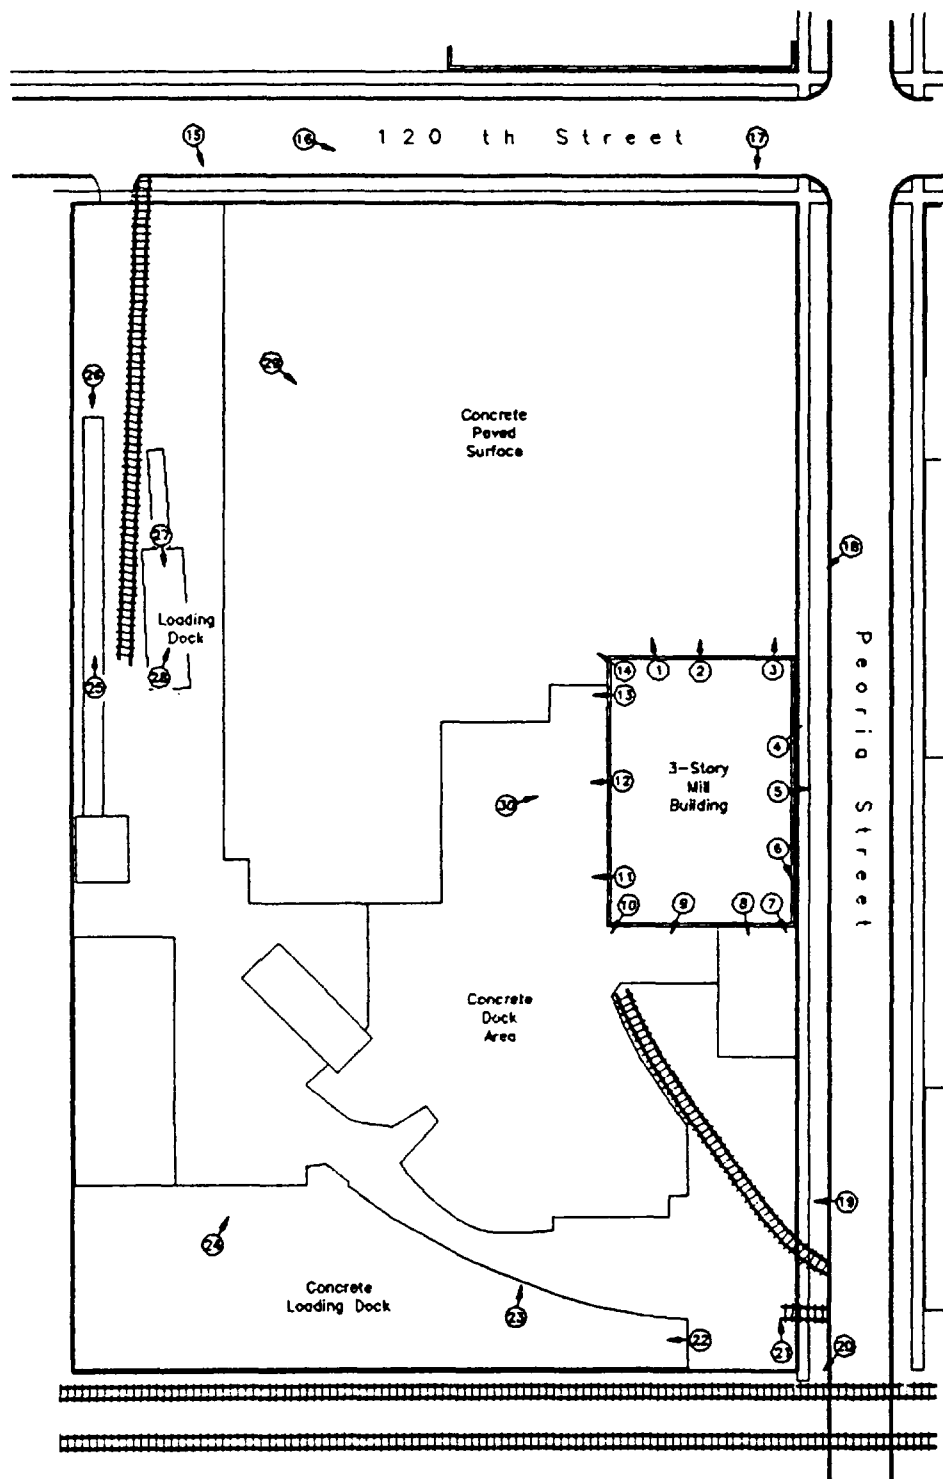 15
16
120 th Street
17
29
26
Concrete
Paved
Surface
27
18
Loading
Dock
28
25
14
1
2
3
13
4
Peoria Street
3-Story
Mill
Building
12
5
30
6
11
10
9
8
7
Concrete
Dock
Area
19
24
Concrete
Loading Dock
23
22
21
20